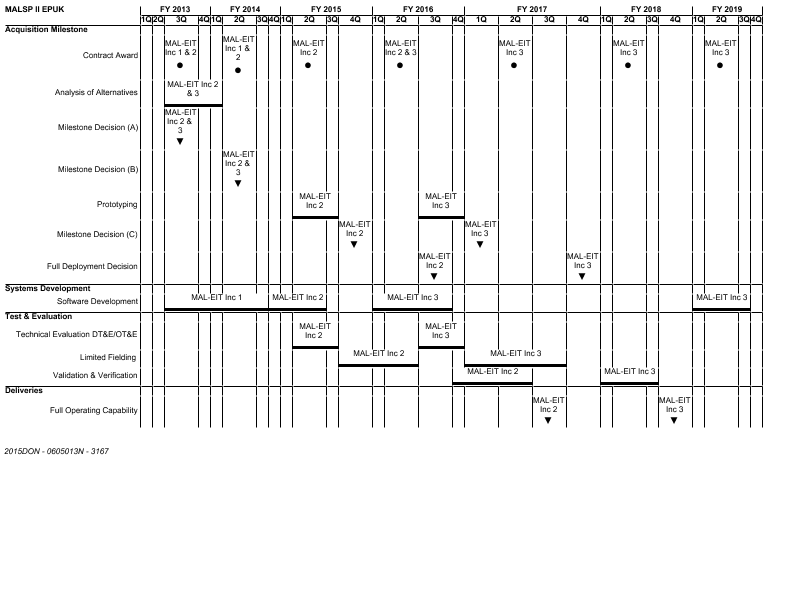 MALSP II EPUK FY 2013 FY 2014 FY 2015 FY 2016 FY 2017 FY 2018 FY 2019
1Q 2Q 3Q 4Q 1Q 2Q 3Q 4Q 1Q 2Q 3Q 4Q 1Q 2Q 3Q 4Q 1Q 2Q 3Q 4Q 1Q 2Q 3Q 4Q 1Q 2Q 3Q 4Q
Acquisition Milestone
Contract Award
MAL-EIT Inc 1 & 2
MAL-EIT Inc 1 & 2
MAL-EIT Inc 2
MAL-EIT Inc 2 & 3
MAL-EIT Inc 3
MAL-EIT Inc 3
MAL-EIT Inc 3
Analysis of Alternatives
MAL-EIT Inc 2 & 3
Milestone Decision (A)
MAL-EIT Inc 2 & 3
Milestone Decision (B)
MAL-EIT Inc 2 & 3
Prototyping
MAL-EIT Inc 2
MAL-EIT Inc 3
Milestone Decision (C)
MAL-EIT Inc 2
MAL-EIT Inc 3
Full Deployment Decision
MAL-EIT Inc 2
MAL-EIT Inc 3
Systems Development
Software Development
MAL-EIT Inc 1
MAL-EIT Inc 2
MAL-EIT Inc 3
MAL-EIT Inc 3
Test & Evaluation
Technical Evaluation DT&E/OT&E
MAL-EIT Inc 2
MAL-EIT Inc 3
Limited Fielding
MAL-EIT Inc 2
MAL-EIT Inc 3
Validation & Verification
MAL-EIT Inc 2
MAL-EIT Inc 3
Deliveries
Full Operating Capability
MAL-EIT Inc 2
MAL-EIT Inc 3
2015DON - 0605013N - 3167